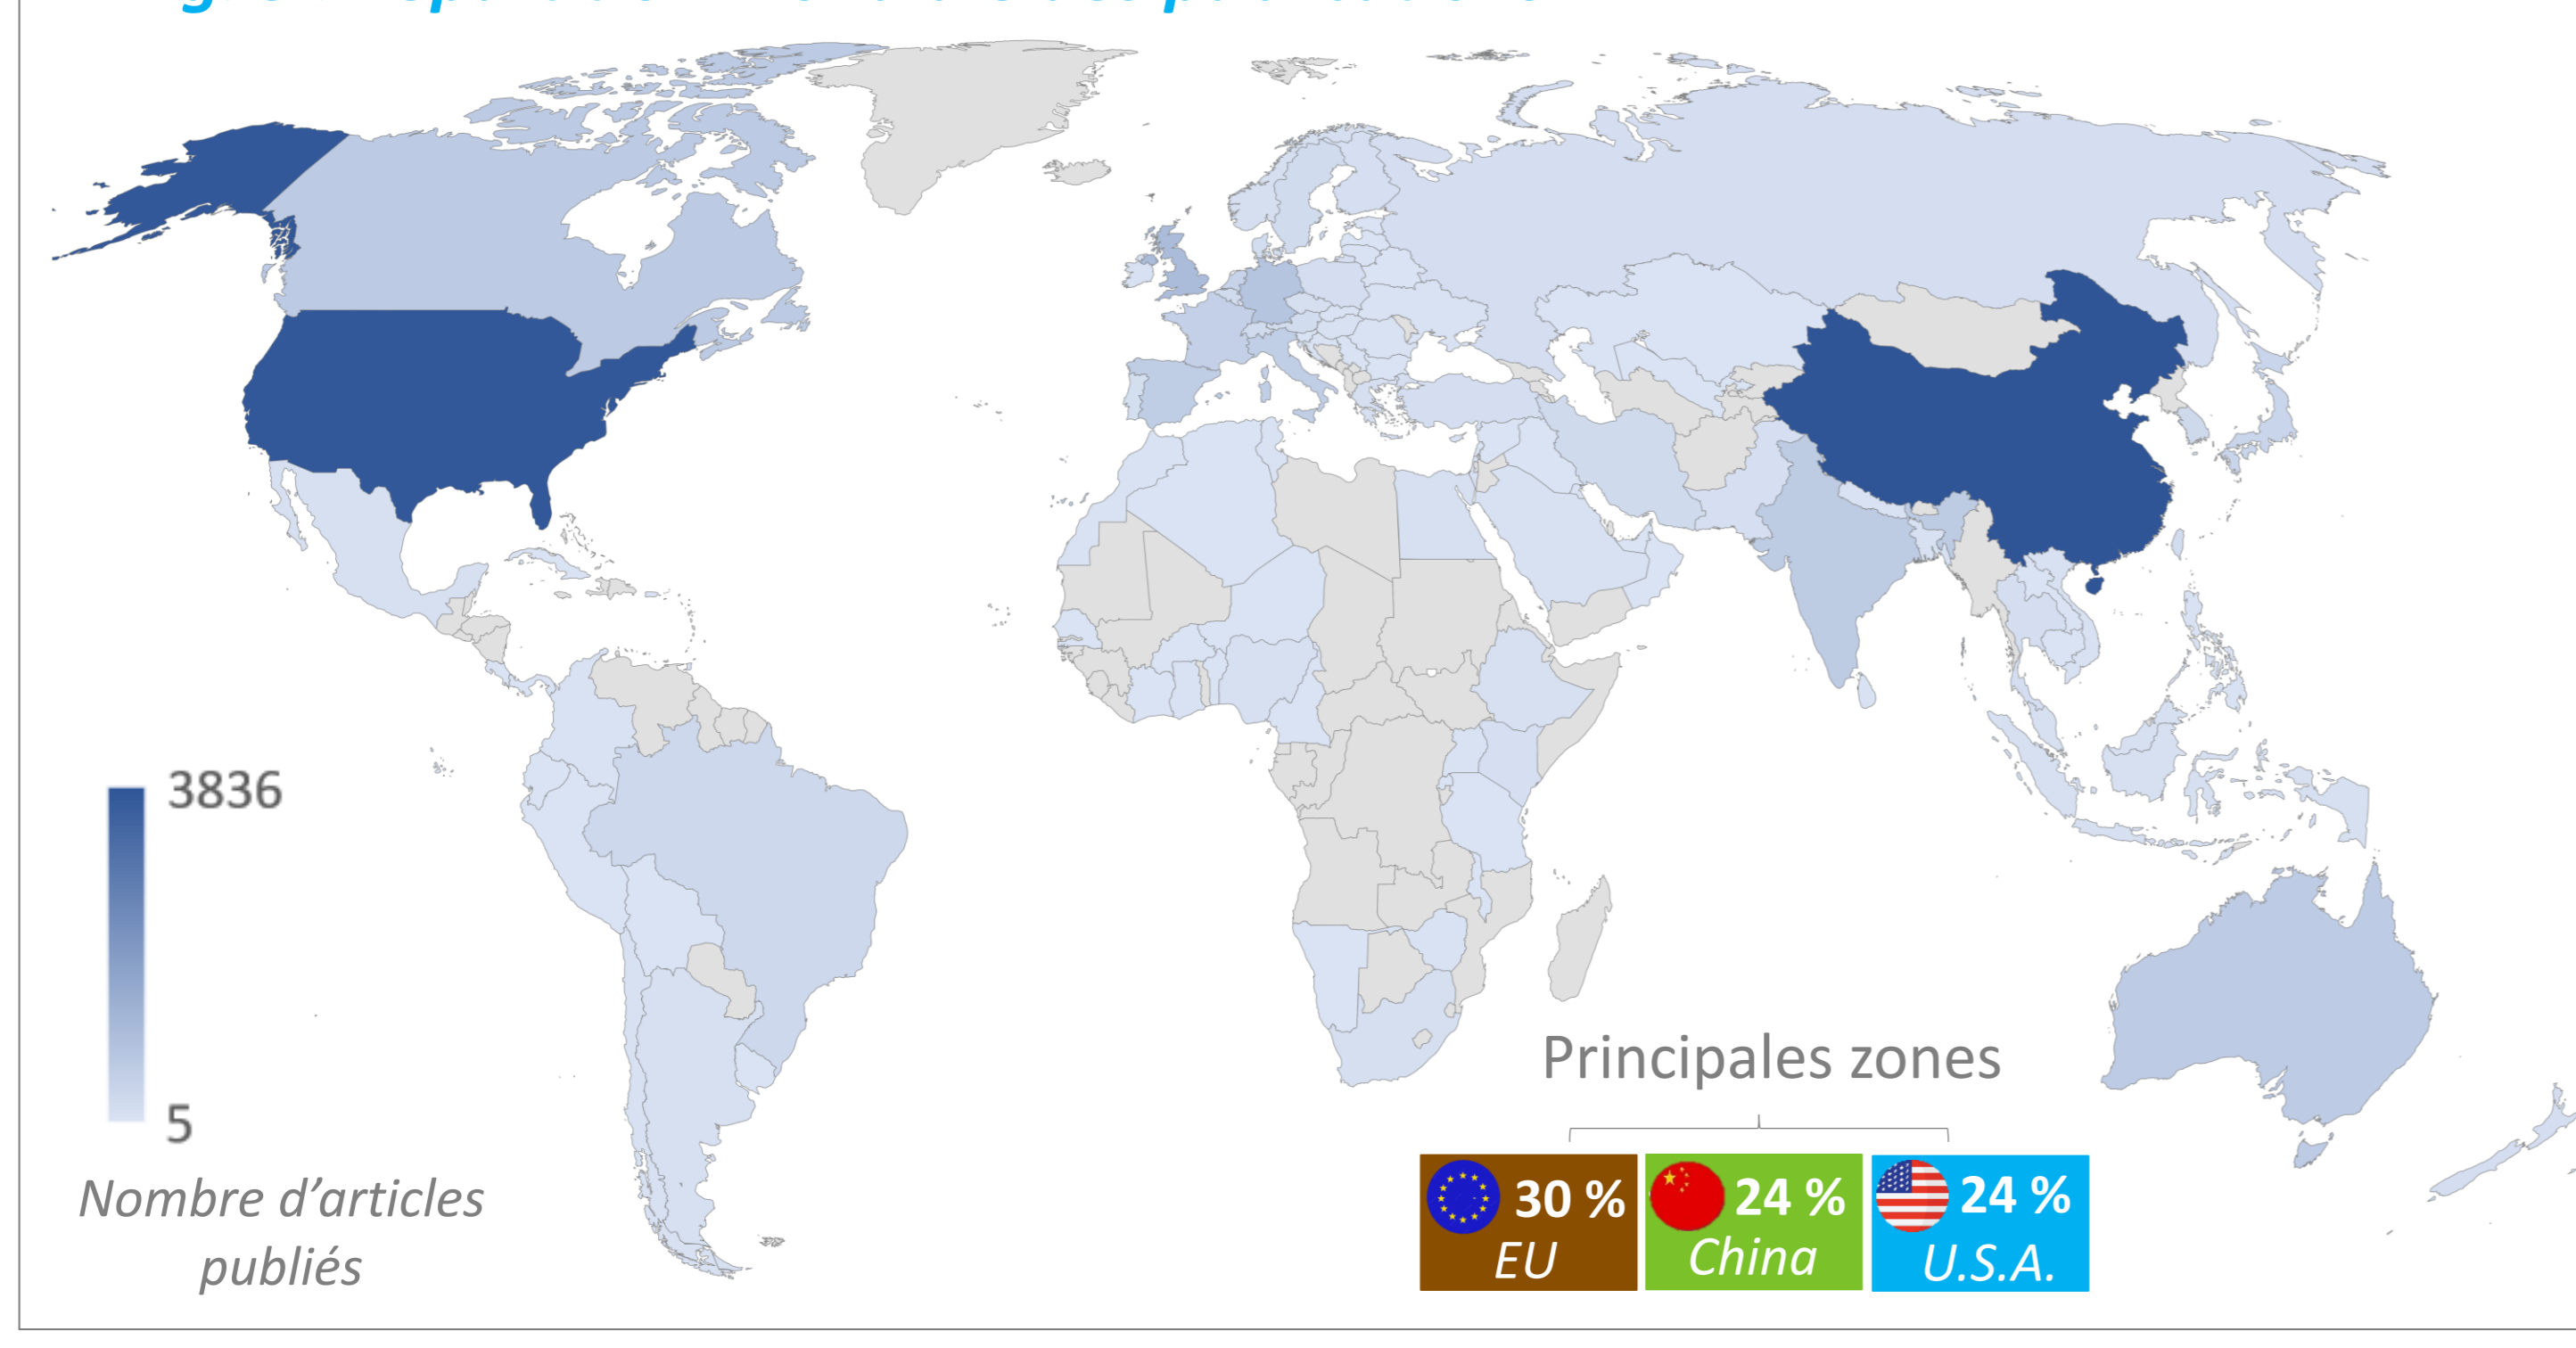 3836
5
Nombre d’articles
publiés
Principales zones
30 %
EU
24 %
China
24 %
U.S.A.